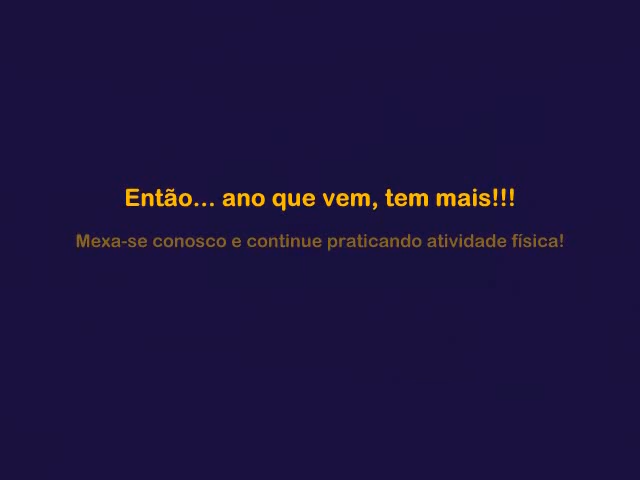 Então... ano que vem, tem mais!!!
Mexa-se conosco e continue praticando atividade física!